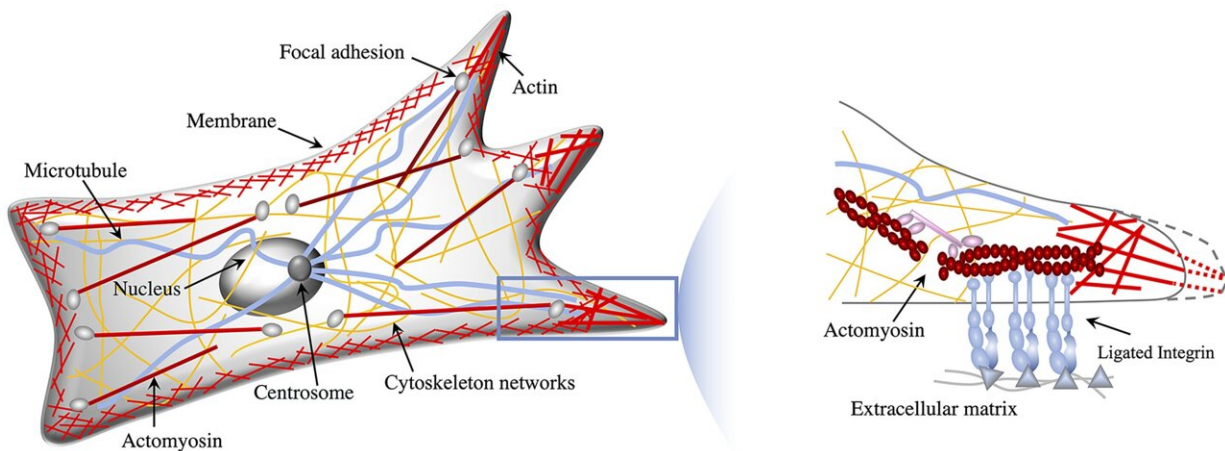 Focal adhesion
Actin
Membrane
Microtubule
Nucleus
Centrosome
Cytoskeleton networks
Actomyosin
Actomyosin
Ligated Integrin
Extracellular matrix